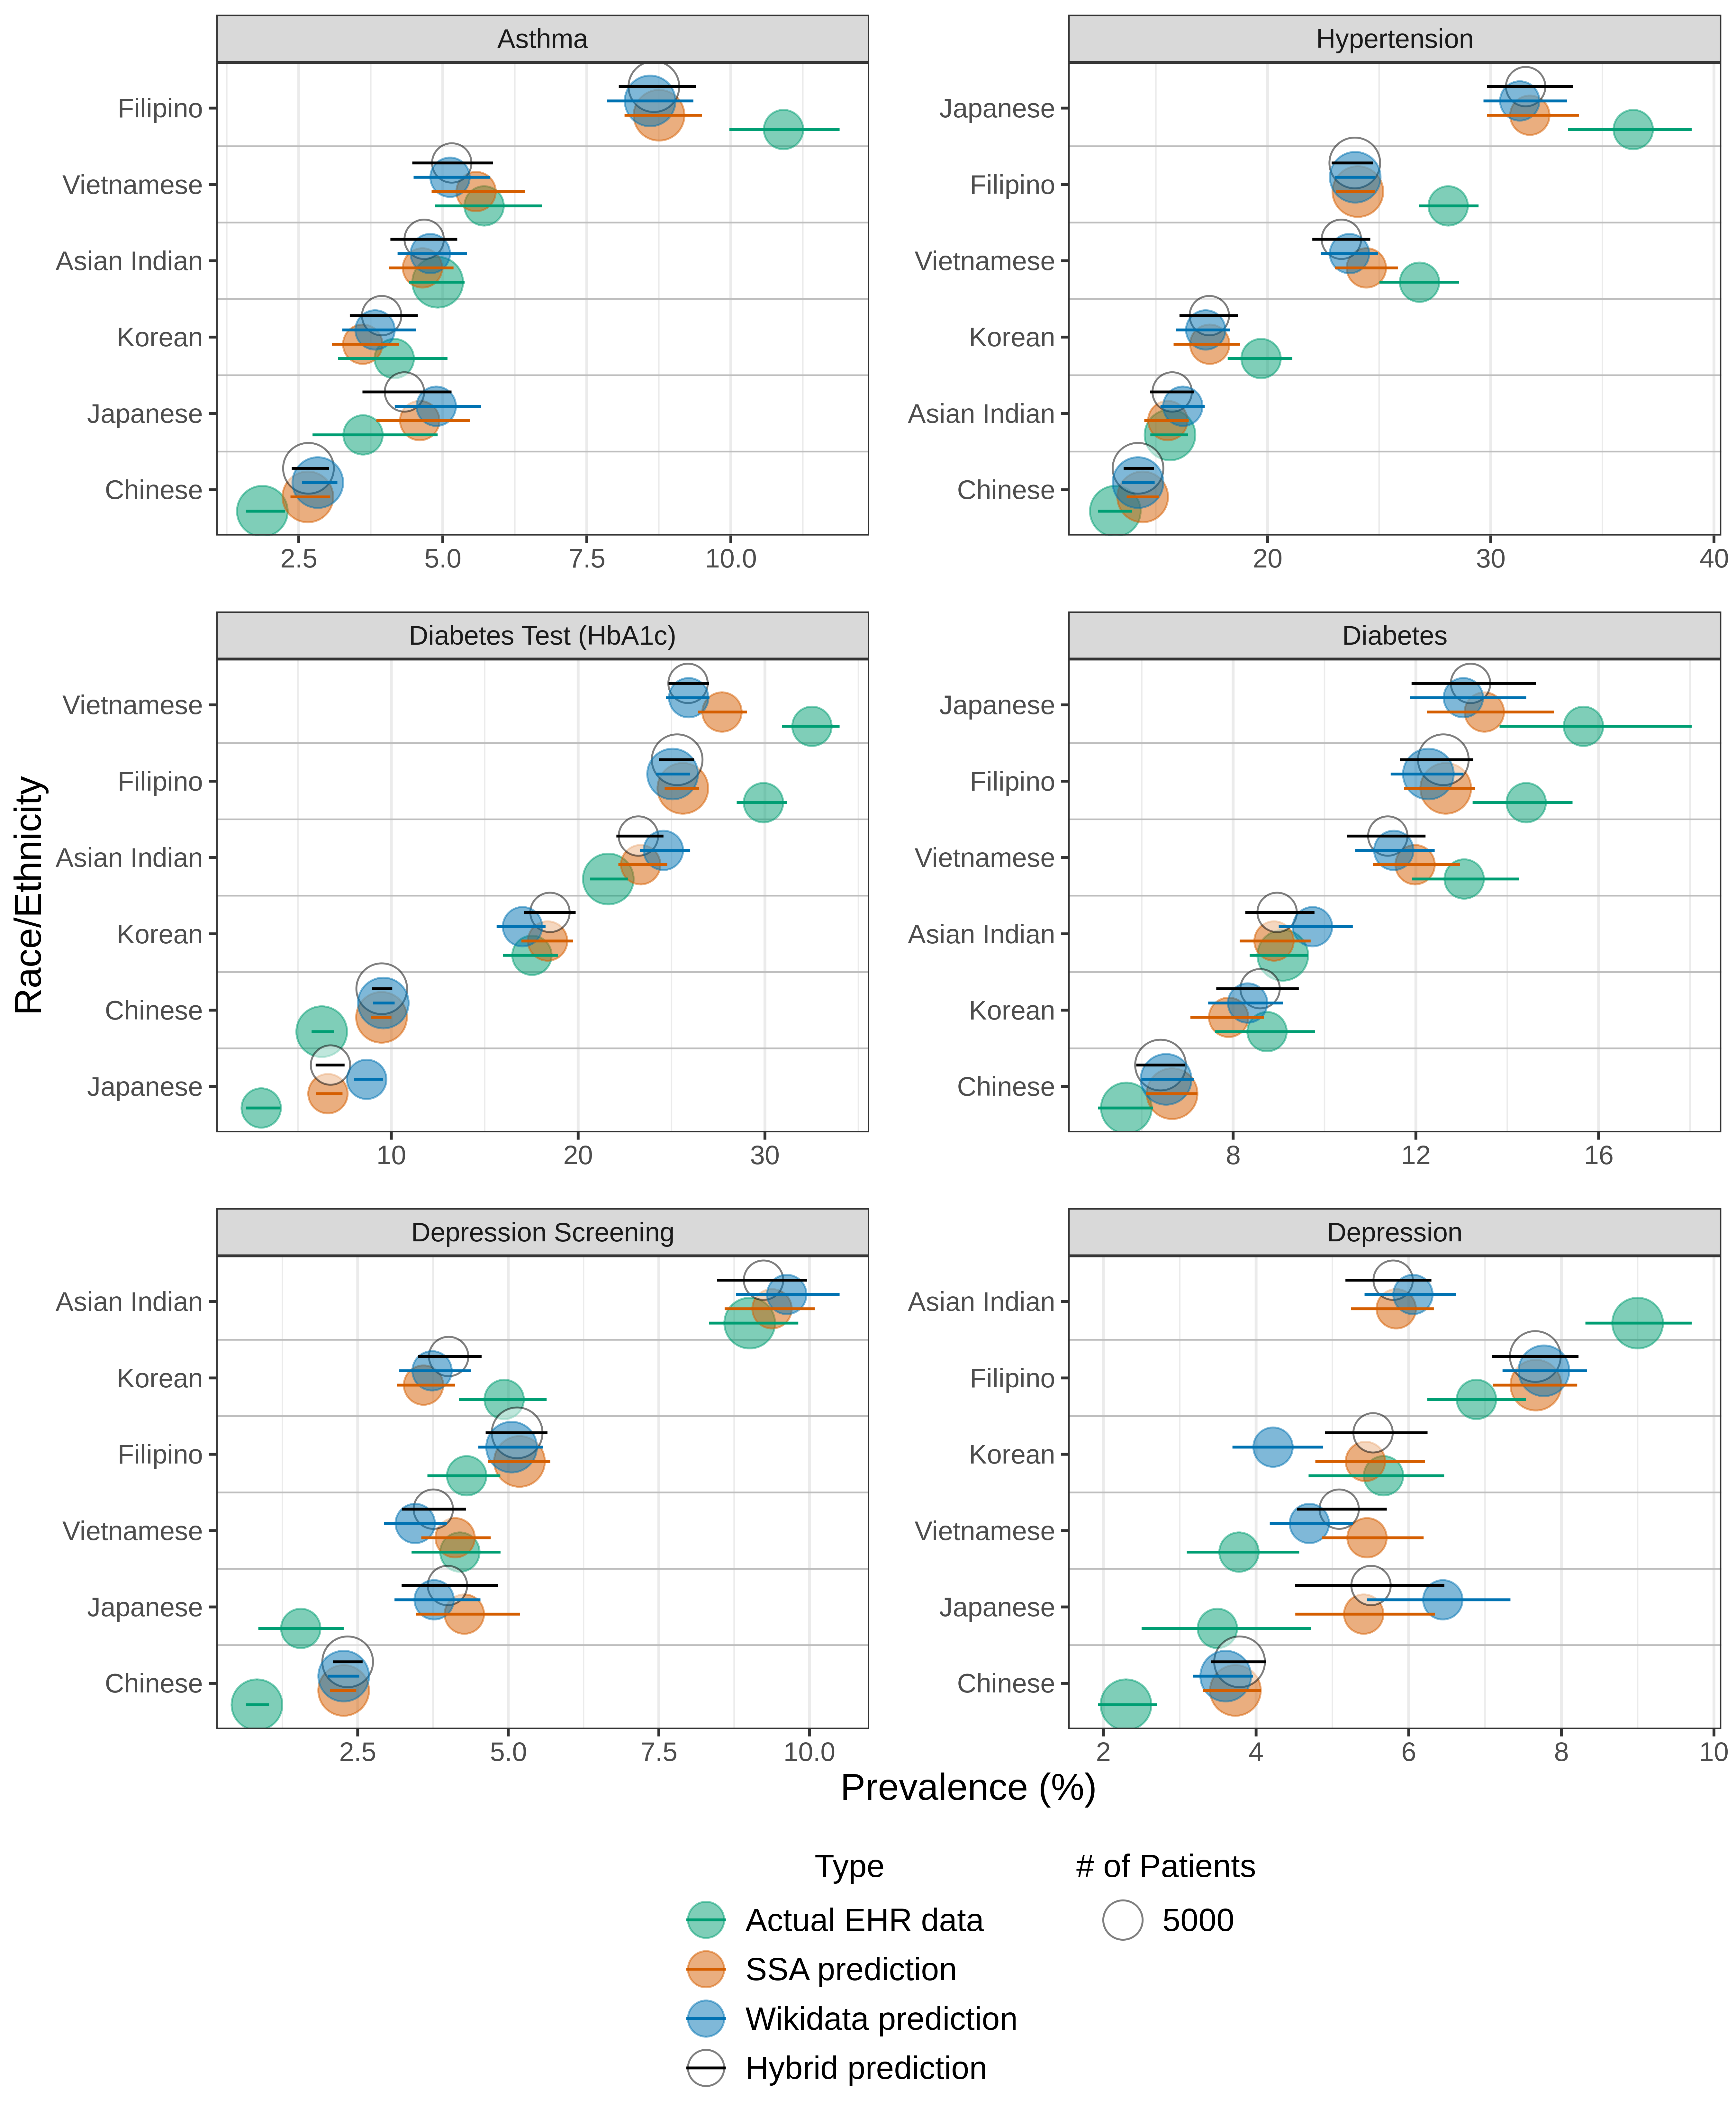 Asthma
Filipino
Vietnamese
Asian Indian
Korean
Japanese
Chinese
2.5 5.0 7.5 10.0
Hypertension
Japanese
Filipino
Vietnamese
Korean
Asian Indian
Chinese
20 30 40
Diabetes Test (HbA1c)
Vietnamese
Filipino
Asian Indian
Korean
Chinese
Japanese
10 20 30
Diabetes
Japanese
Filipino
Vietnamese
Asian Indian
Korean
Chinese
8 12 16
Depression Screening
Asian Indian
Korean
Filipino
Vietnamese
Japanese
Chinese
2.5 5.0 7.5 10.0
Depression
Asian Indian
Filipino
Korean
Vietnamese
Japanese
Chinese
2 4 6 8 10
Race/Ethnicity
Prevalence (%)
Type
Actual EHR data
SSA prediction
Wikidata prediction
Hybrid prediction
# of Patients
5000